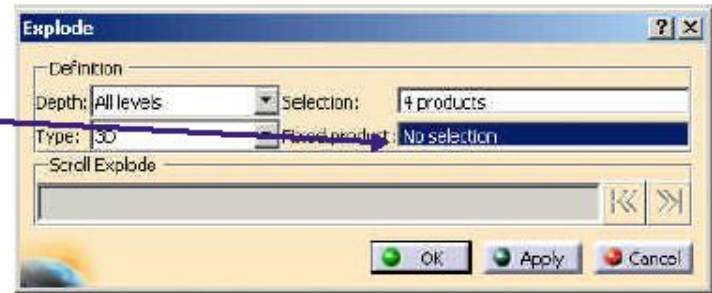 Explode
Definition
Depth: All levels Selection: 4 products
Type: 3D Fixed product: No selection
Scroll Explode
OK Apply Cancel